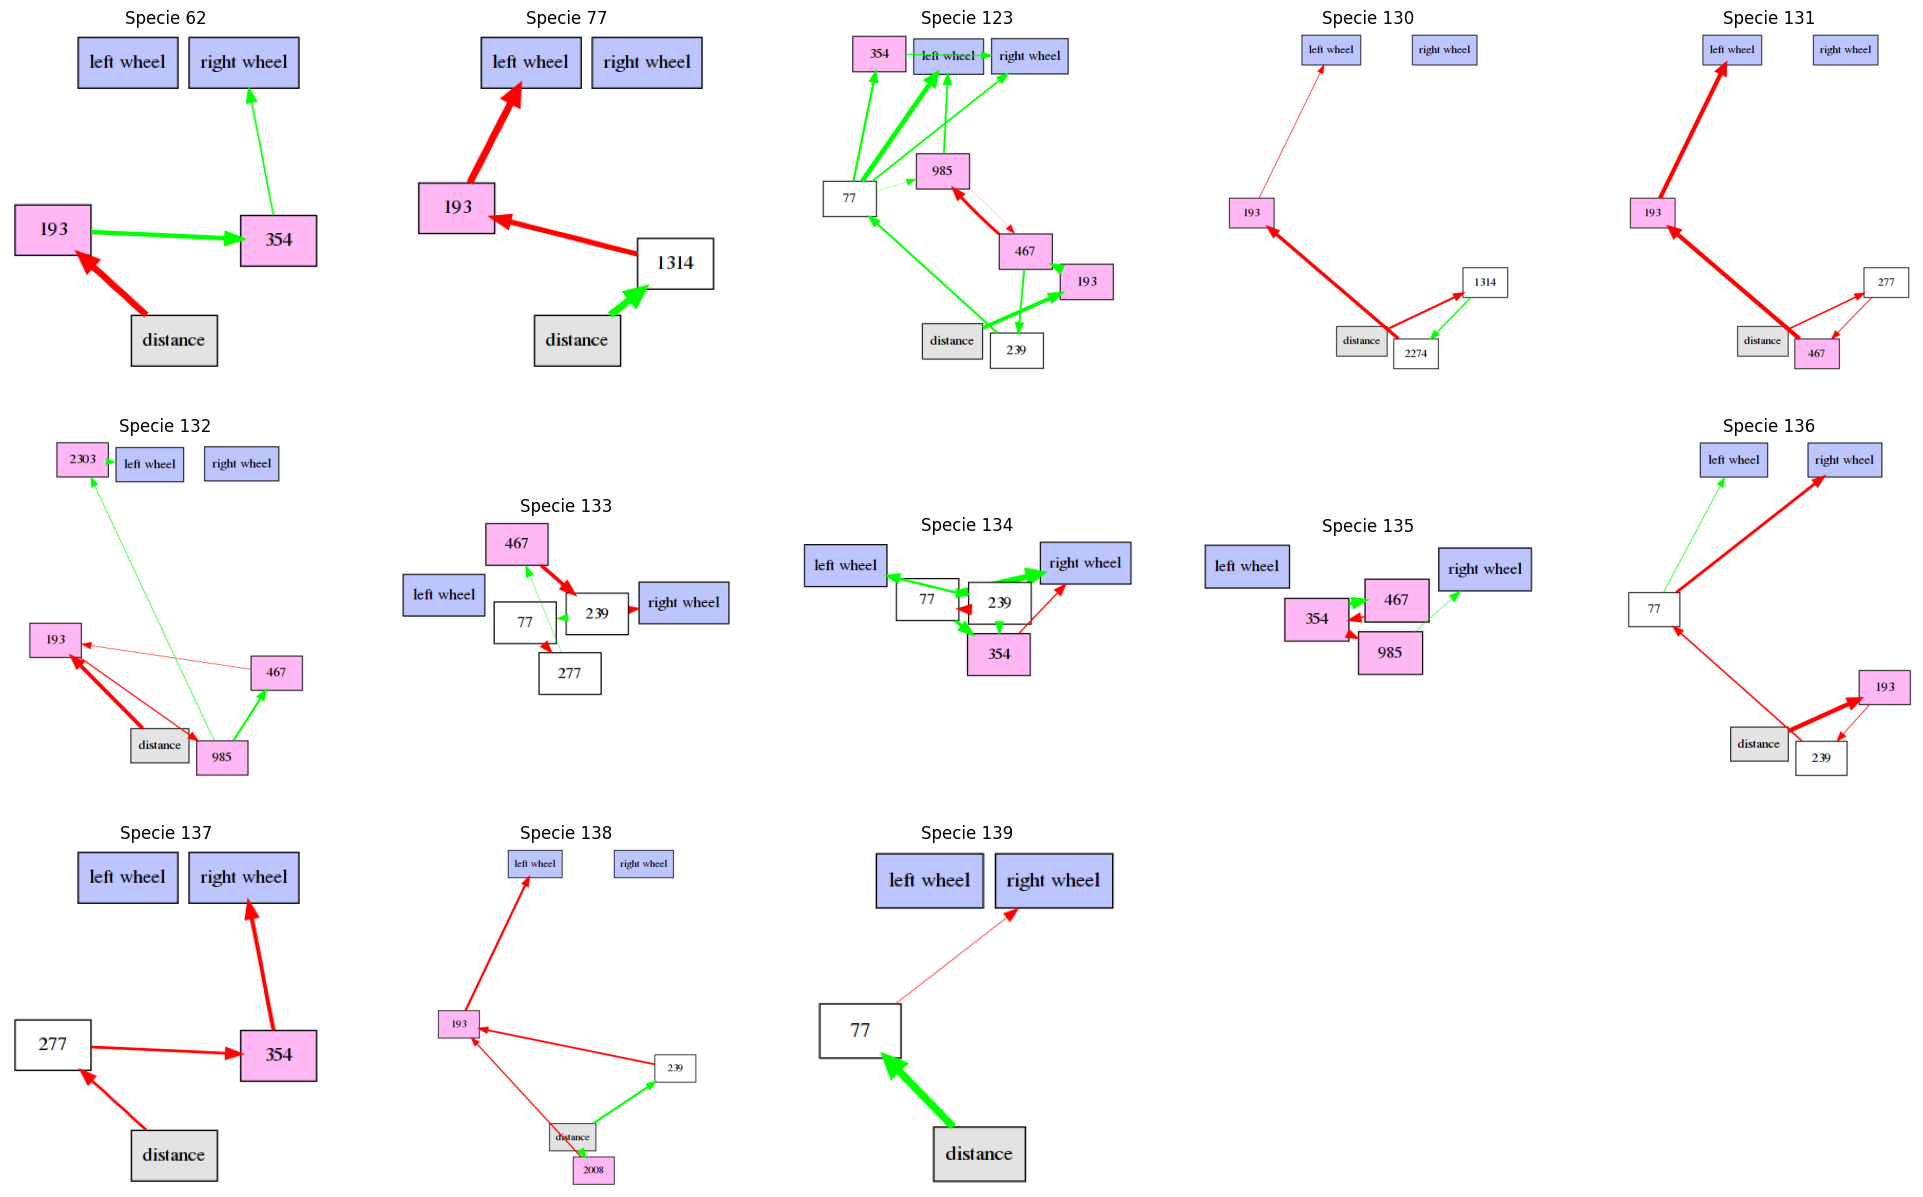 Specie 62
left wheel
right wheel
193
354
distance
Specie 77
left wheel
right wheel
193
1314
distance
Specie 123
354
left wheel
right wheel
985
77
467
193
distance
239
Specie 130
left wheel
right wheel
193
1314
distance
2274
Specie 131
left wheel
right wheel
193
277
distance
467
Specie 132
2303
left wheel
right wheel
193
467
distance
985
Specie 133
467
left wheel
77
239
right wheel
277
Specie 134
left wheel
right wheel
77
239
354
Specie 135
left wheel
right wheel
467
354
985
Specie 136
left wheel
right wheel
77
193
distance
239
Specie 137
left wheel
right wheel
277
354
distance
Specie 138
left wheel
right wheel
193
239
distance
2008
Specie 139
left wheel
right wheel
77
distance